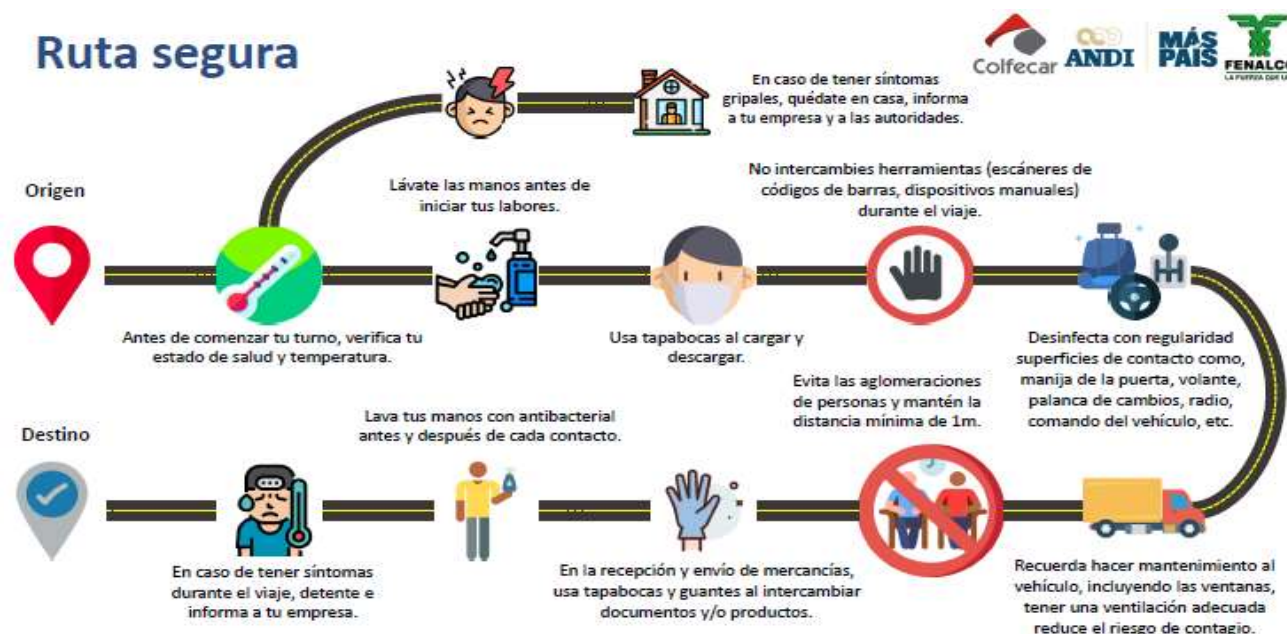 Ruta segura
Colfecar
ANDI
MÁS
PAÍS
FENALCO
En caso de tener síntomas
gripales, quédate en casa, informa
a tu empresa y a las autoridades.
Origen
Lávate las manos antes de
iniciar tus labores.
No intercambies herramientas (escáneres de
códigos de barras, dispositivos manuales)
durante el viaje.
Antes de comenzar tu turno, verifica tu
estado de salud y temperatura.
Usa tapabocas al cargar y
descargar.
Desinfecta con regularidad
superficies de contacto como,
manija de la puerta, volante,
palanca de cambios, radio,
comando del vehículo, etc.
Destino
Lava tus manos con antibacterial
antes y después de cada contacto.
Evita las aglomeraciones
de personas y mantén la
distancia mínima de 1m.
En caso de tener síntomas
durante el viaje, detente e
informa a tu empresa.
En la recepción y envío de mercancías,
usa tapabocas y guantes al intercambiar
documentos y/o productos.
Recuerda hacer mantenimiento al
vehículo, incluyendo las ventanas,
tener una ventilación adecuada
reduce el riesgo de contagio.